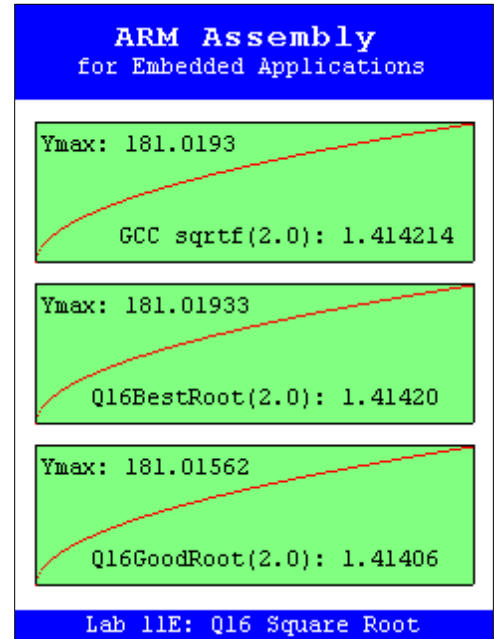 ARM Assembly
for Embedded Applications
Ymax: 181.0193
GCC sqrtf(2.0): 1.414214
Ymax: 181.01933
Q16BestRoot(2.0): 1.41420
Ymax: 181.01562
Q16GoodRoot(2.0): 1.41406
Lab 11E: Q16 Square Root